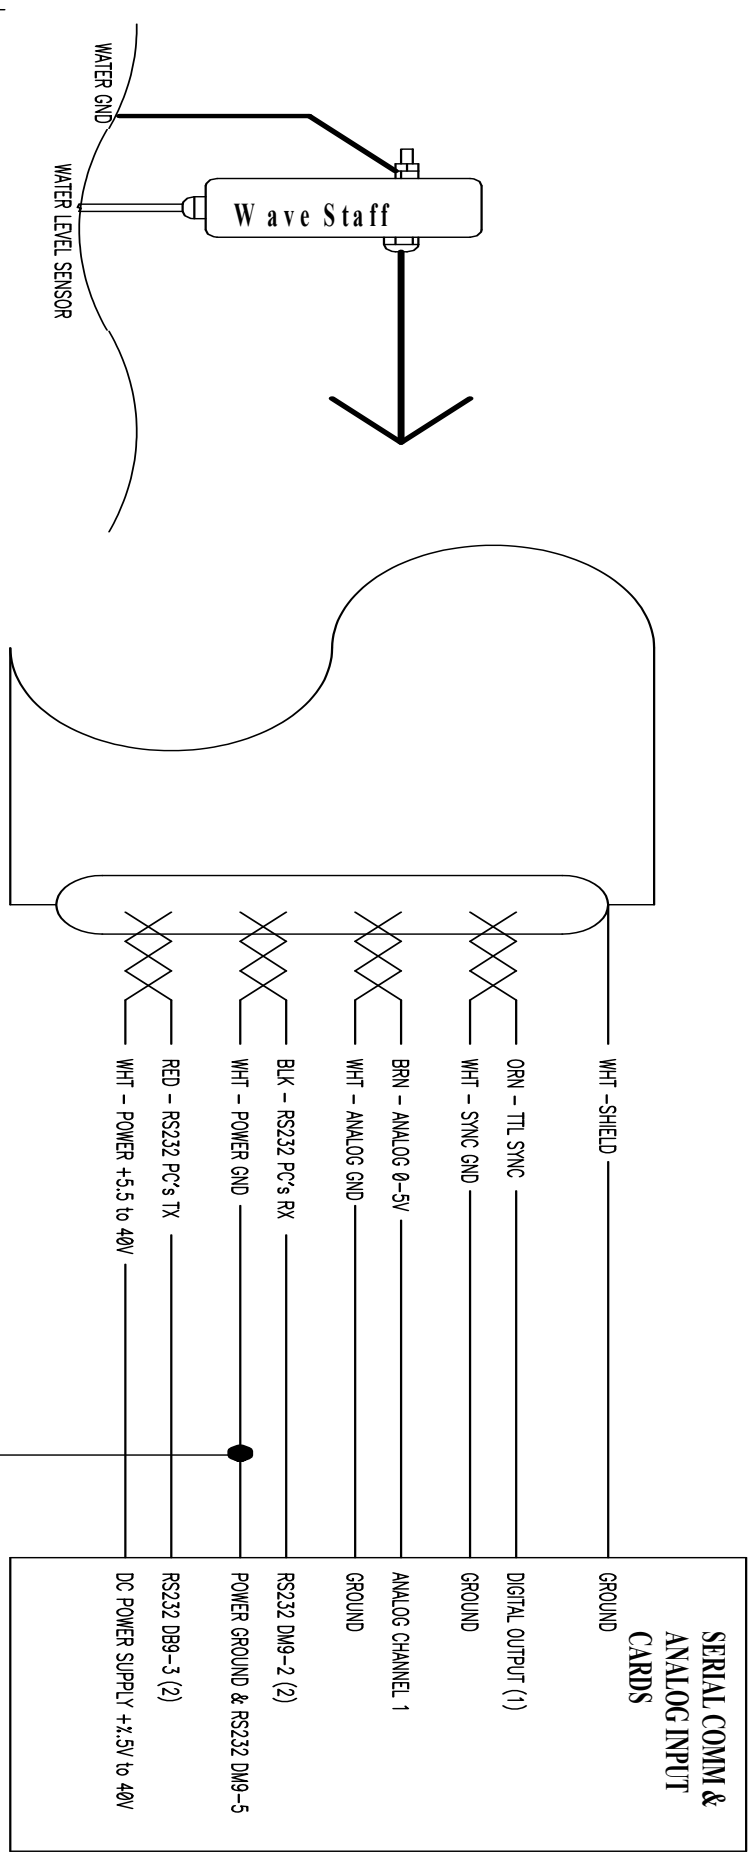 SERIAL COMM &
ANALOG INPUT
CARDS
WHT -SHIELD
GROUND
ORN - TTL SYNC
DIGITAL OUTPUT (1)
WHT - SYNC GND
GROUND
BRN - ANALOG 0-5V
ANALOG CHANNEL 1
WHT - ANALOG GND
GROUND
BLK - RS232 PC's RX
RS232 DM9-2 (2)
WHT - POWER GND
POWER GROUND & RS232 DM9-5
RED - RS232 PC's TX
RS232 DB9-3 (2)
WHT - POWER +5.5 to 40V
DC POWER SUPPLY +%.5V to 40V
Wave Staff
WATER GND
WATER LEVEL SENSOR